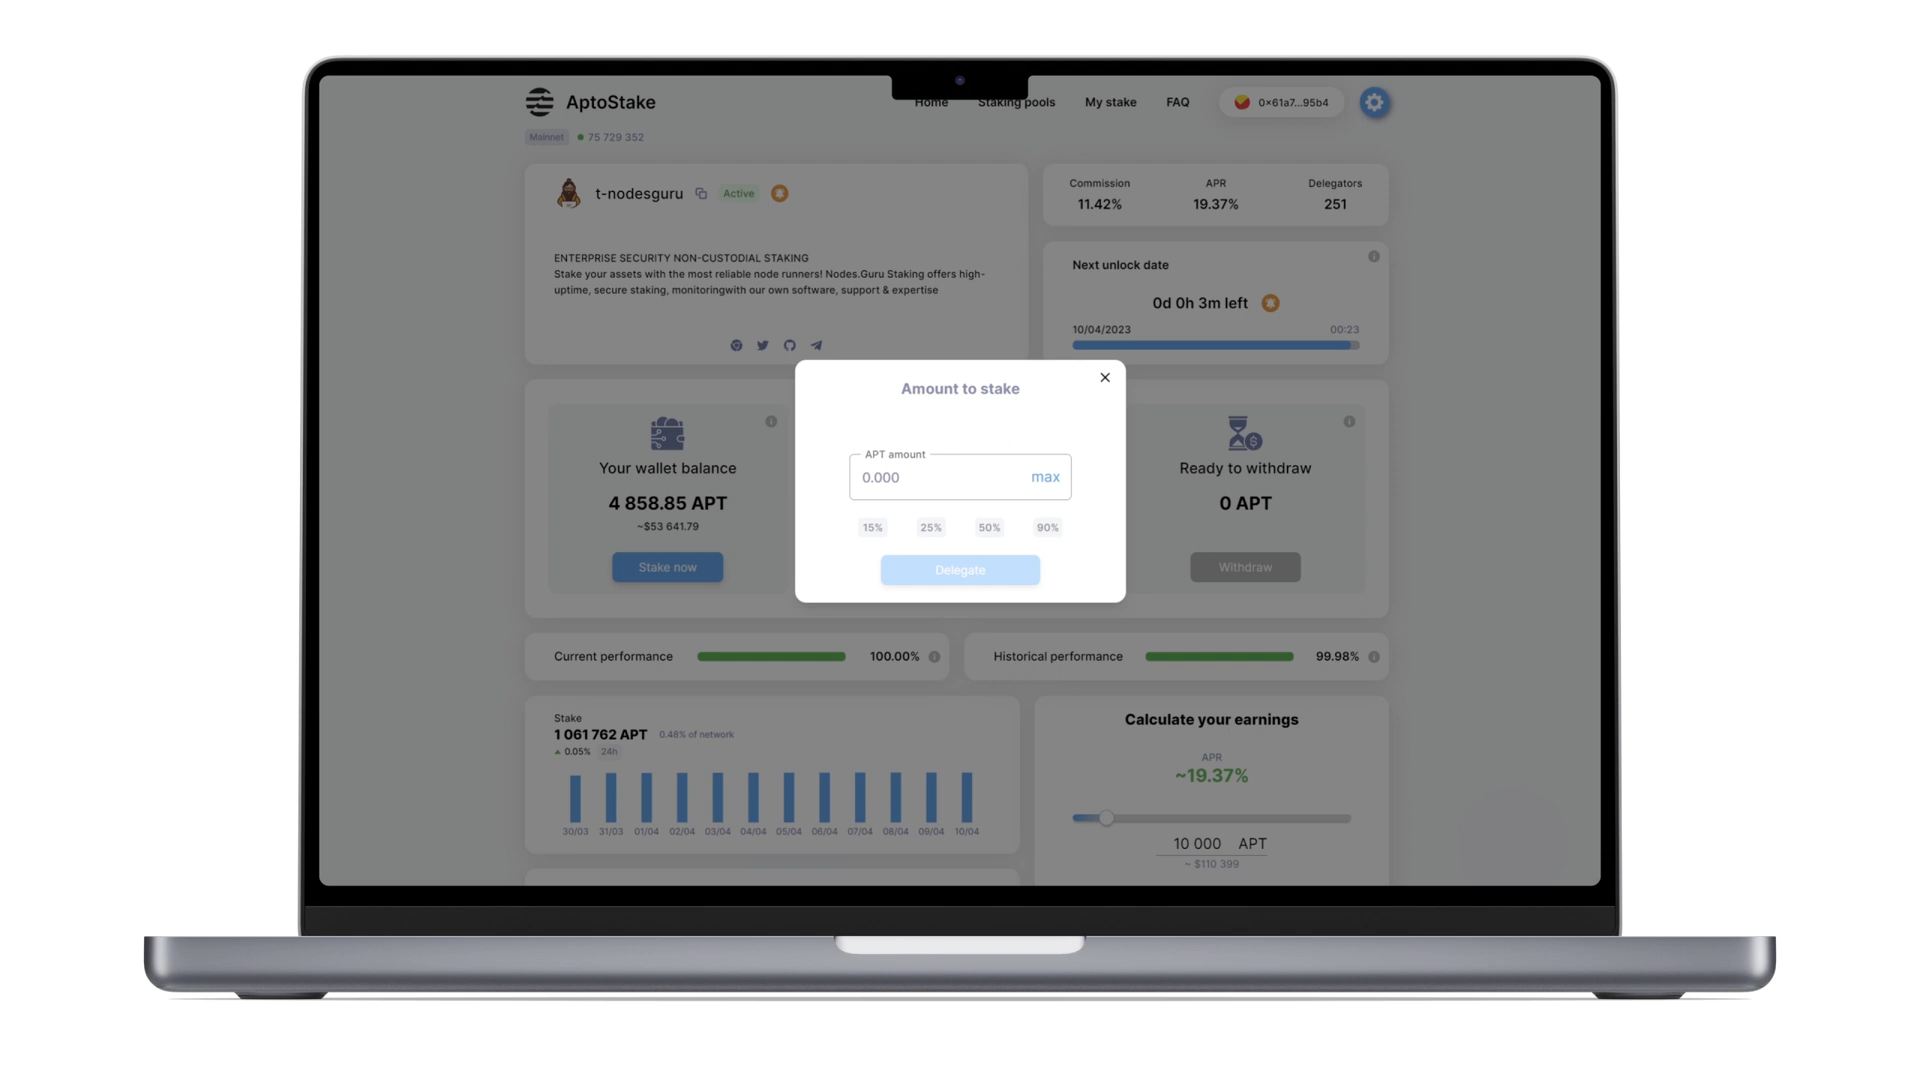 AptoStake
Home
Staking pools
My stake
FAQ
0×61a7...95b4
Mainnet
75 729 352
t-nodesguru
Active
ENTERPRISE SECURITY NON-CUSTODIAL STAKING
Stake your assets with the most reliable node runners! Nodes.Guru Staking offers high-
uptime, secure staking, monitoringwith our own software, support & expertise
Commission
APR
Delegators
11.42%
19.37%
251
Next unlock date
0d 0h 3m left
10/04/2023
00:23
Amount to stake
APT amount
0.000
max
15%
25%
50%
90%
Delegate
Your wallet balance
4 858.85 APT
~$53 641.79
Stake now
Ready to withdraw
0 APT
Withdraw
Current performance
100.00%
Historical performance
99.98%
Stake
1 061 762 APT
0.48% of network
0.05%
24h
30/03
31/03
01/04
02/04
03/04
04/04
05/04
06/04
07/04
08/04
09/04
10/04
Calculate your earnings
APR
~19.37%
10 000 APT
~ $110 399